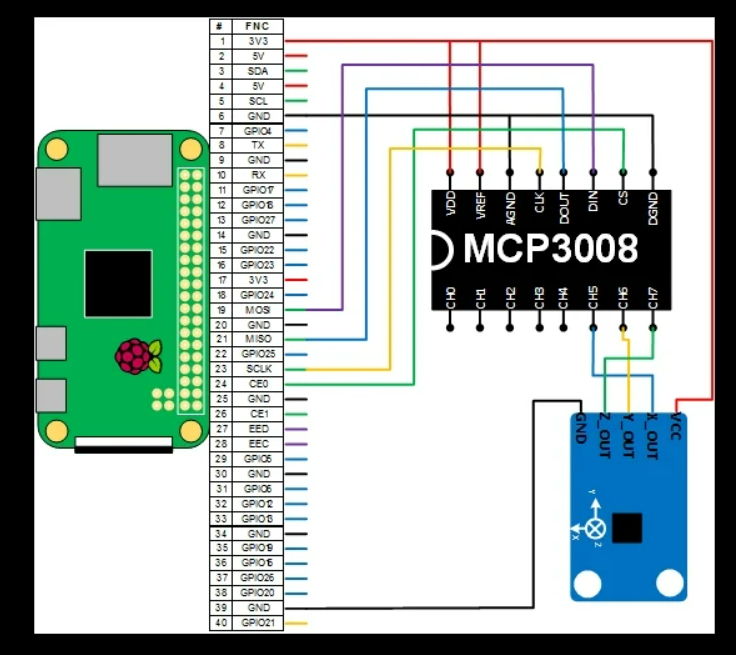 # FNC
1 3V3
2 5V
3 SDA
4 5V
5 SCL
6 GND
7 GPIO4
8 TX
9 GND
10 RX
11 GPIO17
12 GPIO18
13 GPIO27
14 GND
15 GPIO22
16 GPIO23
17 3V3
18 GPIO24
19 MOSI
20 GND
21 MISO
22 GPIO25
23 SCLK
24 CE0
25 GND
26 CE1
27 EED
28 EEC
29 GPIO5
30 GND
31 GPIO6
32 GPIO12
33 GPIO13
34 GND
35 GPIO19
36 GPIO16
37 GPIO26
38 GPIO20
39 GND
40 GPIO21
VDD VREF AGND CLK DOUT DIN CS DGND
MCP3008
CH0 CH1 CH2 CH3 CH4 CH5 CH6 CH7
GND Z_OUT Y_OUT X_OUT VCC
Y
X
Z